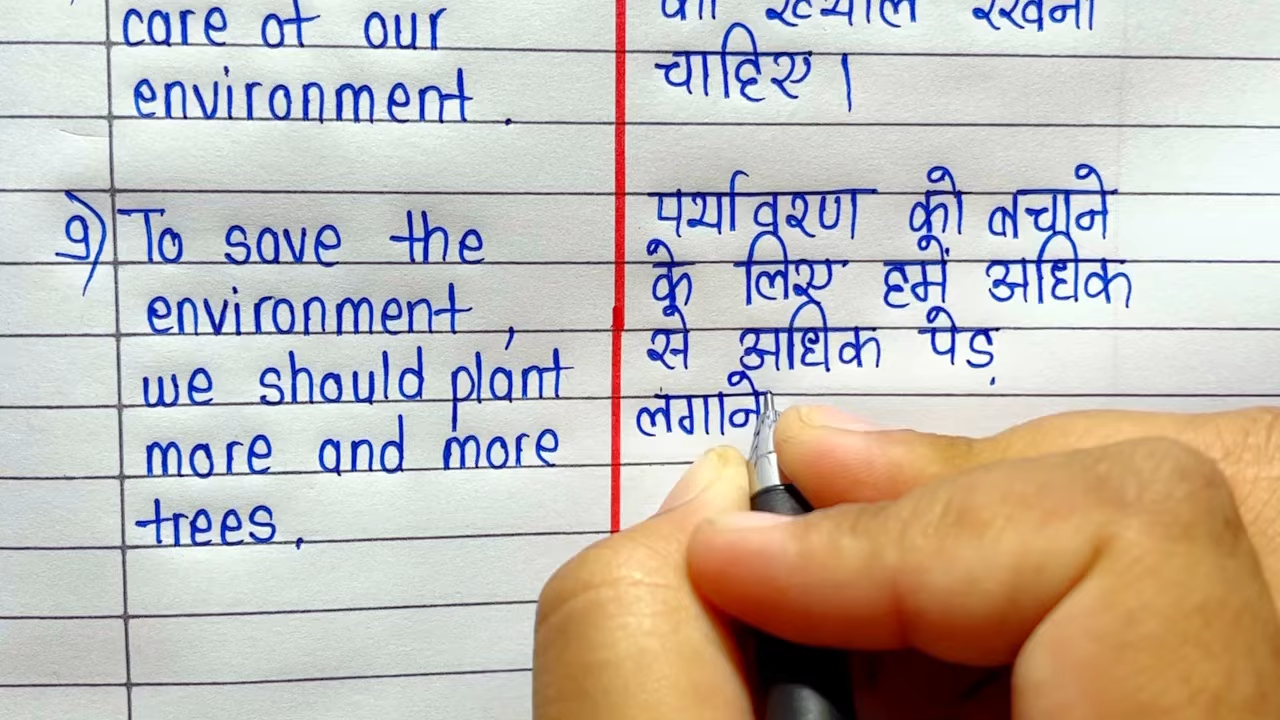 care of our
environment.
का ख्याल रखना
चाहिए।
9) To save the
environment,
we should plant
more and more
trees.
पर्यावरण को बचाने
के लिए हमें अधिक
से अधिक पेड़
लगाने